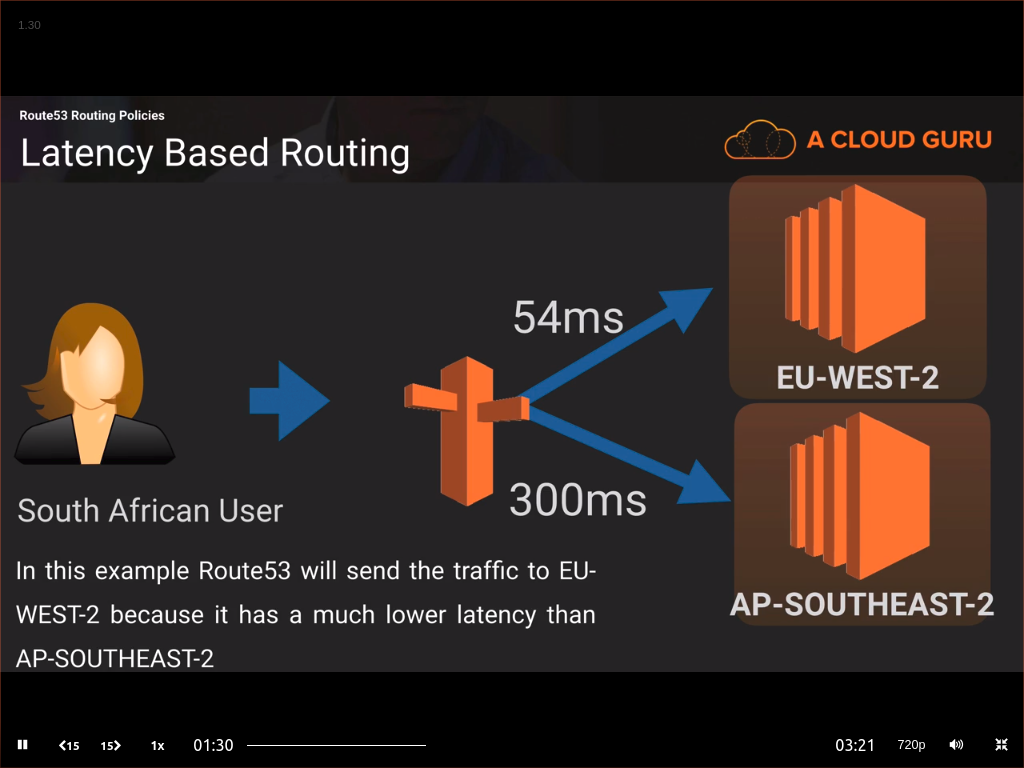 1.30
Route53 Routing Policies
Latency Based Routing
A CLOUD GURU
54ms
EU-WEST-2
300ms
South African User
AP-SOUTHEAST-2
In this example Route53 will send the traffic to EU-
WEST-2 because it has a much lower latency than
AP-SOUTHEAST-2
15 15 1x 01:30 03:21 720p